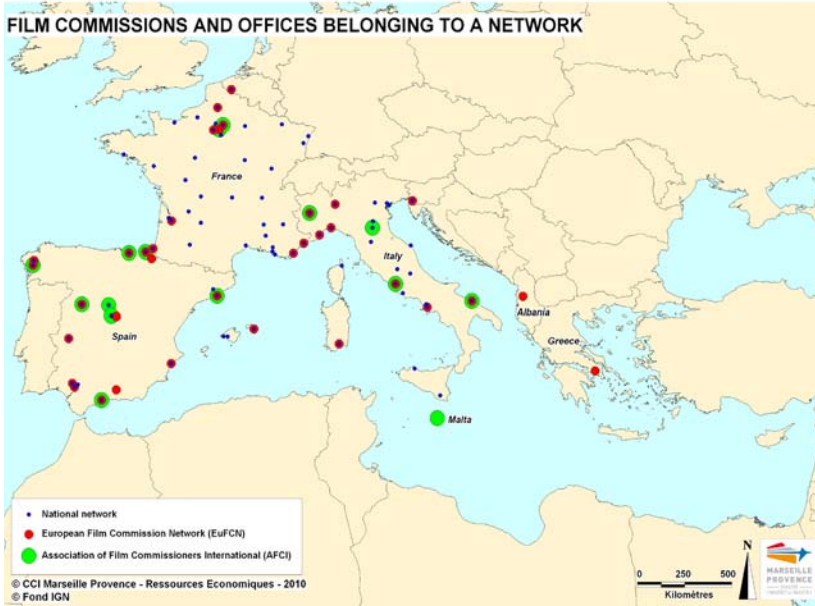 FILM COMMISSIONS AND OFFICES BELONGING TO A NETWORK
France
Italy
Spain
Albania
Greece
Malta
National network
European Film Commission Network (EuFCN)
Association of Film Commissioners International (AFCI)
© CCI Marseille Provence - Ressources Economiques - 2010
© Fond IGN
N
0 250 500
Kilométres
MARSEILLE
PROVENCE